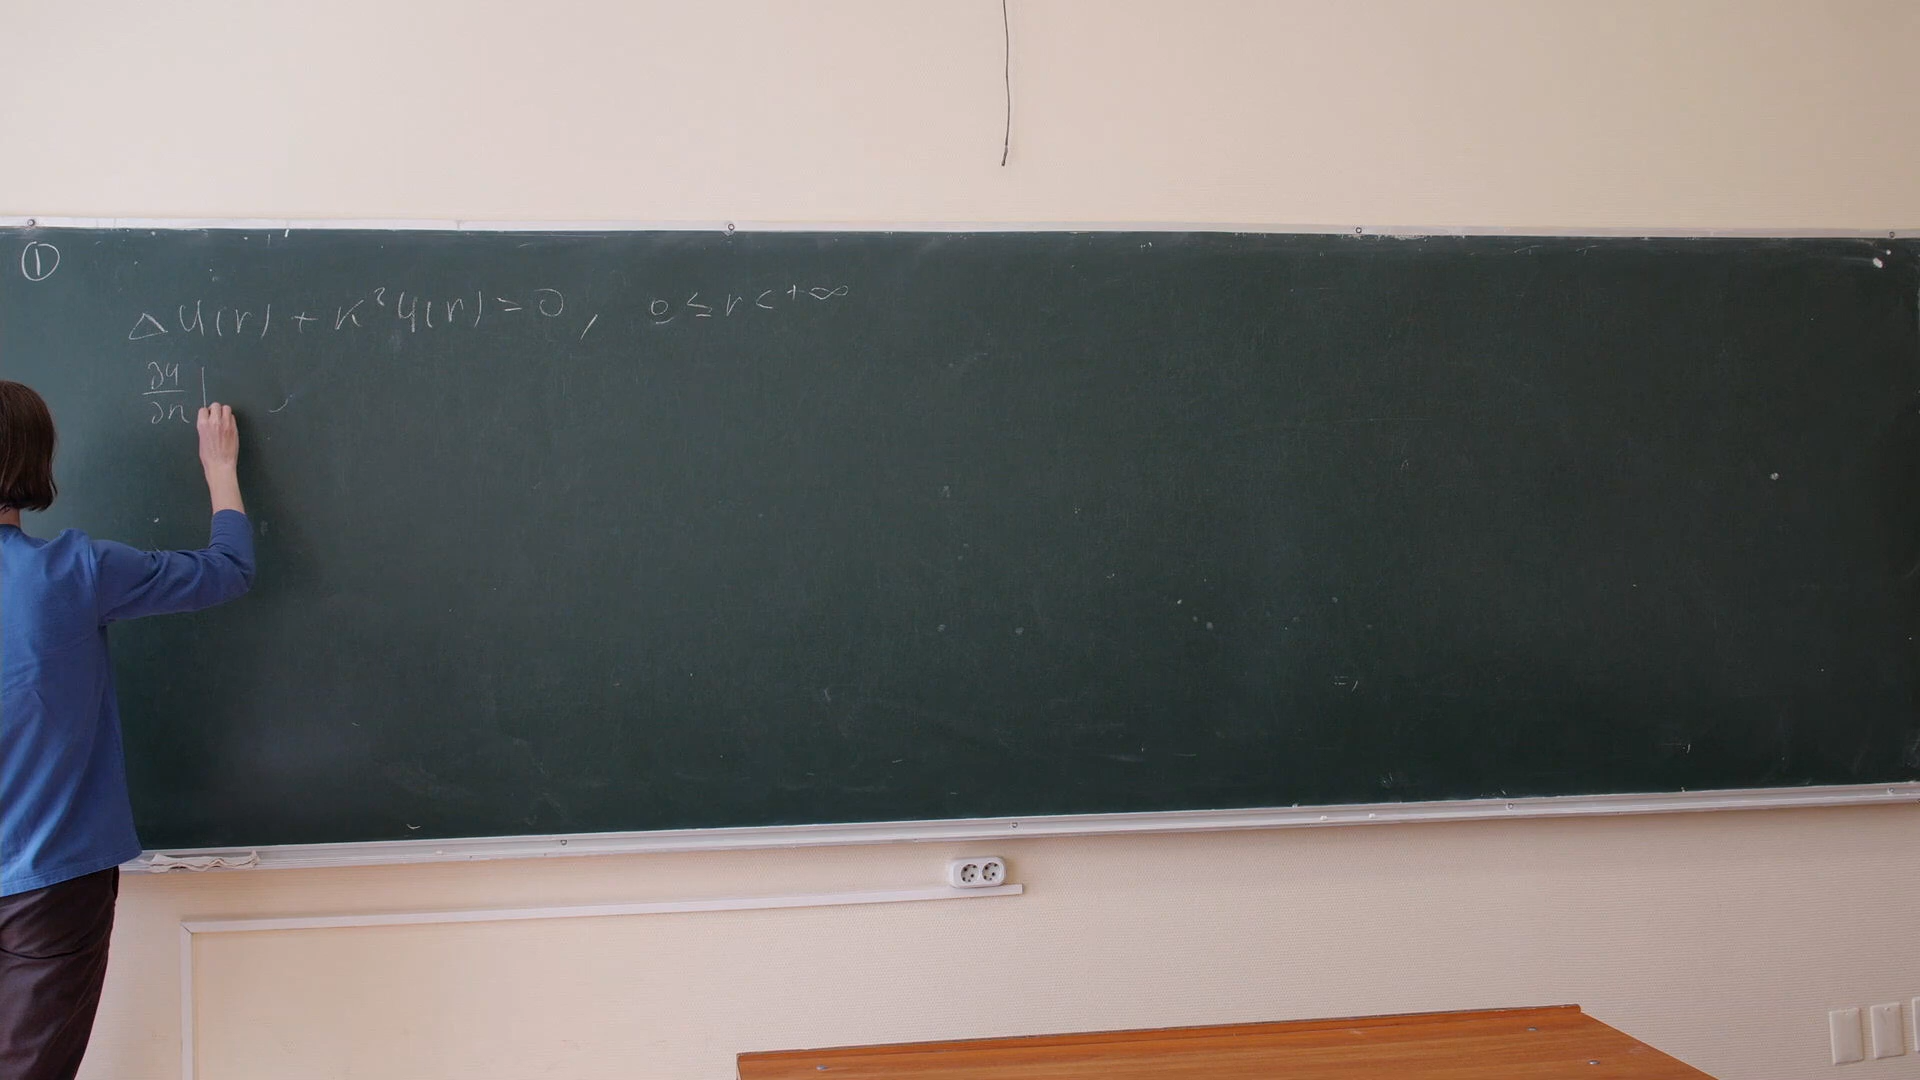 ①
Δu(r) + k²u(r) = 0, 0 ≤ r < +∞
∂u/∂n |